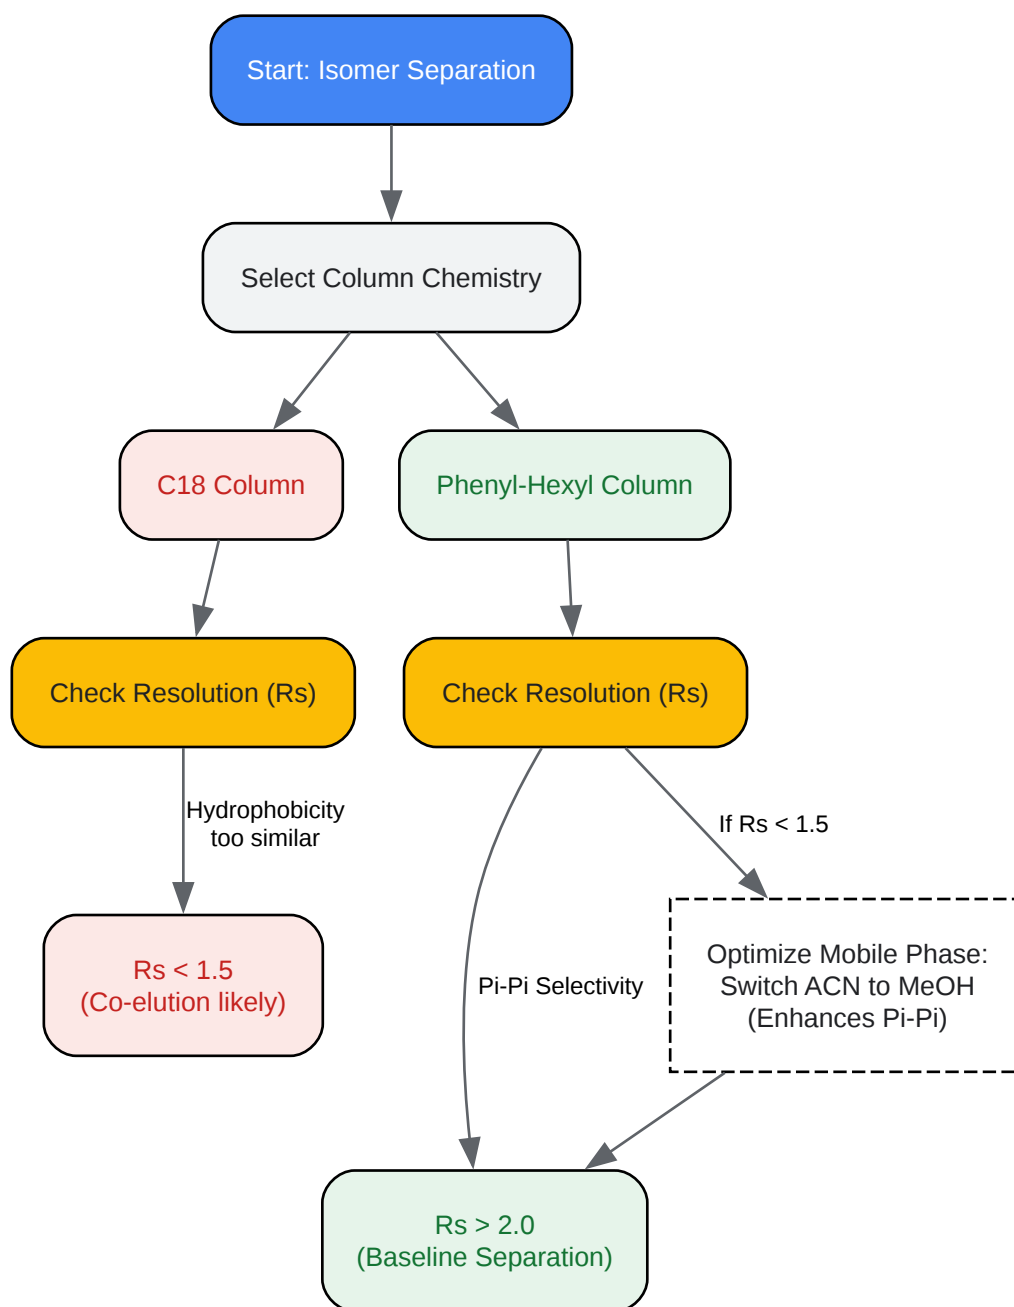 Start: Isomer Separation
Select Column Chemistry
C18 Column
Phenyl-Hexyl Column
Check Resolution (Rs)
Check Resolution (Rs)
Hydrophobicity
too similar
If Rs < 1.5
Rs < 1.5
(Co-elution likely)
Pi-Pi Selectivity
Optimize Mobile Phase:
Switch ACN to MeOH
(Enhances Pi-Pi)
Rs > 2.0
(Baseline Separation)